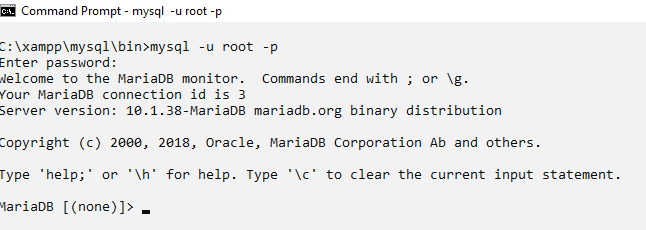 Command Prompt - mysql  -u root -p
C:\xampp\mysql\bin>mysql -u root -p
Enter password:
Welcome to the MariaDB monitor.  Commands end with ; or \g.
Your MariaDB connection id is 3
Server version: 10.1.38-MariaDB mariadb.org binary distribution
Copyright (c) 2000, 2018, Oracle, MariaDB Corporation Ab and others.
Type 'help;' or '\h' for help. Type '\c' to clear the current input statement.
MariaDB [(none)]>